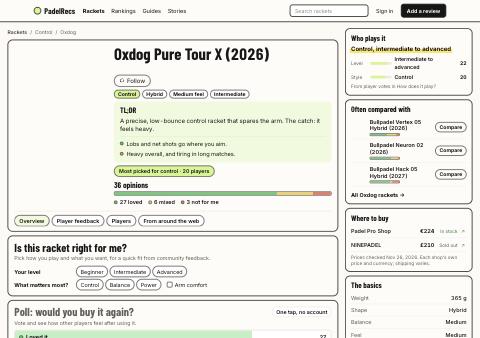 PadelRecs Rankings Rackets Guides Stories Search rackets Sign in Add a review
Rackets / Control / Oxdog
Oxdog Pure Tour X (2026)
Follow
Control Hybrid Medium feel Intermediate
TL;DR
A precise, low-bounce control racket that spares the arm. The catch: it
feels heavy.
Lobs and net shots go where you aim.
Heavy overall, and tiring in long matches.
Most picked for control · 20 players
36 opinions
27 loved 6 mixed 3 not for me
Overview Player feedback Players From around the web
Is this racket right for me?
Pick how you play and what you want, for a quick fit from community feedback.
Your level Beginner Intermediate Advanced
What matters most? Control Balance Power Arm comfort
Poll: would you buy it again? One tap, no account
Vote and see how other players feel after using it.
Loved it 27
Who plays it
Control, intermediate to advanced
Level Intermediate to advanced 22
Style Control 20
From player votes in How does it play?
Often compared with
Bullpadel Vertex 05
Hybrid (2026) Compare
Bullpadel Neuron 02
(2026) Compare
Bullpadel Hack 05
Hybrid (2027) Compare
All Oxdog rackets →
Where to buy
Padel Pro Shop €224 In stock ↗
NINEPADEL £210 Sold out ↗
Prices checked Nov 26, 2026. Each shop's own
price and currency; shipping varies.
The basics
Weight 365 g
Shape Hybrid
Balance Medium
Feel Medium